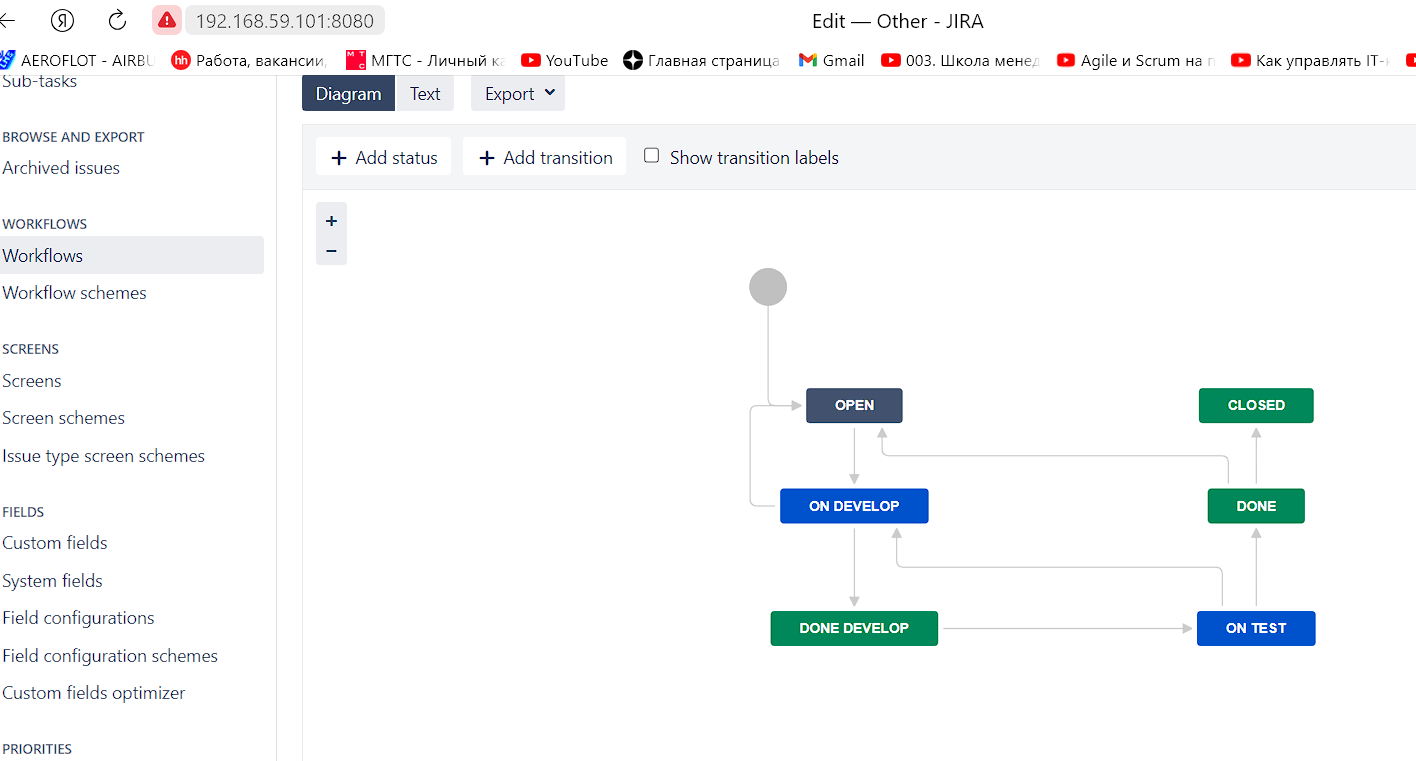 192.168.59.101:8080
Edit — Other - JIRA
AEROFLOT - AIRBU
hh Работа, вакансии,
МТС МГТС - Личный ка
YouTube
Главная страница
Gmail
003. Школа менед
Agile и Scrum на п
Как управлять IT-
Sub-tasks
BROWSE AND EXPORT
Archived issues
WORKFLOWS
Workflows
Workflow schemes
SCREENS
Screens
Screen schemes
Issue type screen schemes
FIELDS
Custom fields
System fields
Field configurations
Field configuration schemes
Custom fields optimizer
PRIORITIES
Diagram Text Export
+ Add status + Add transition Show transition labels
+
−
OPEN
CLOSED
ON DEVELOP
DONE
DONE DEVELOP
ON TEST